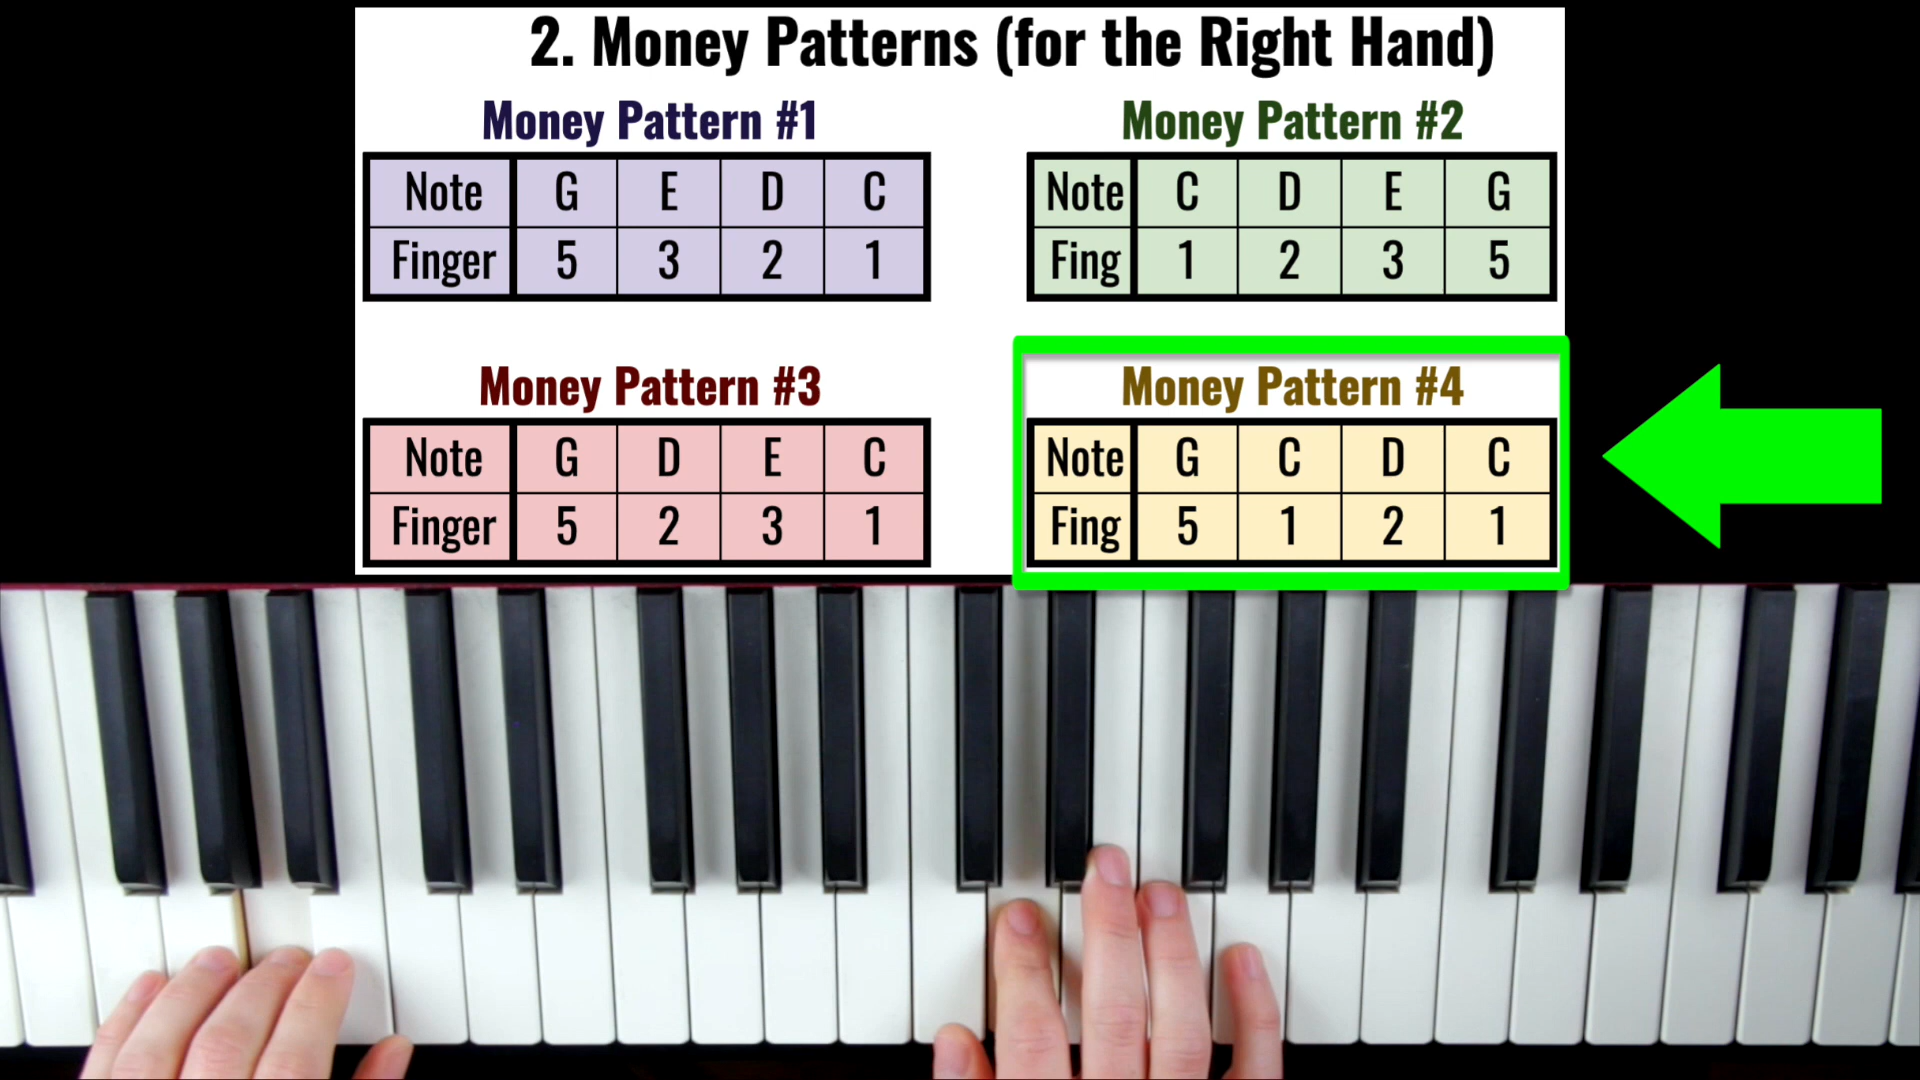 2. Money Patterns (for the Right Hand)
Money Pattern #1
Note G E D C
Finger 5 3 2 1
Money Pattern #2
Note C D E G
Fing 1 2 3 5
Money Pattern #3
Note G D E C
Finger 5 2 3 1
Money Pattern #4
Note G C D C
Fing 5 1 2 1